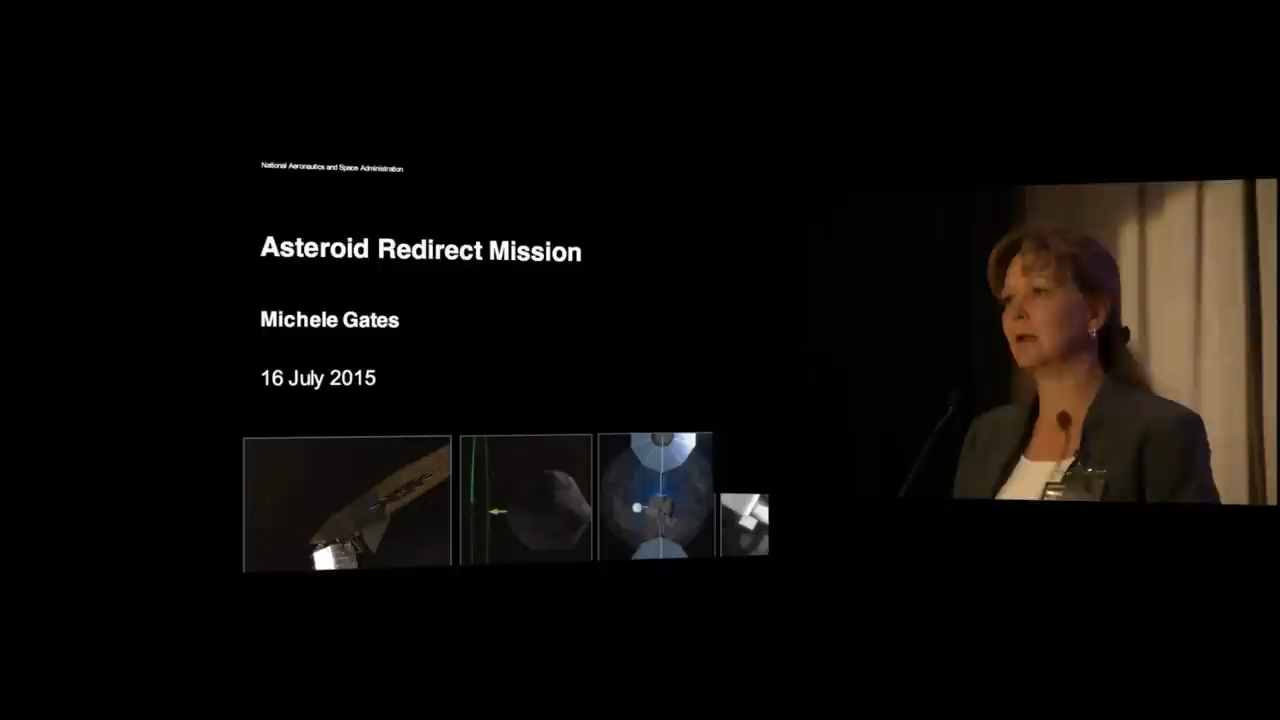 National Aeronautics and Space Administration
Asteroid Redirect Mission
Michele Gates
16 July 2015